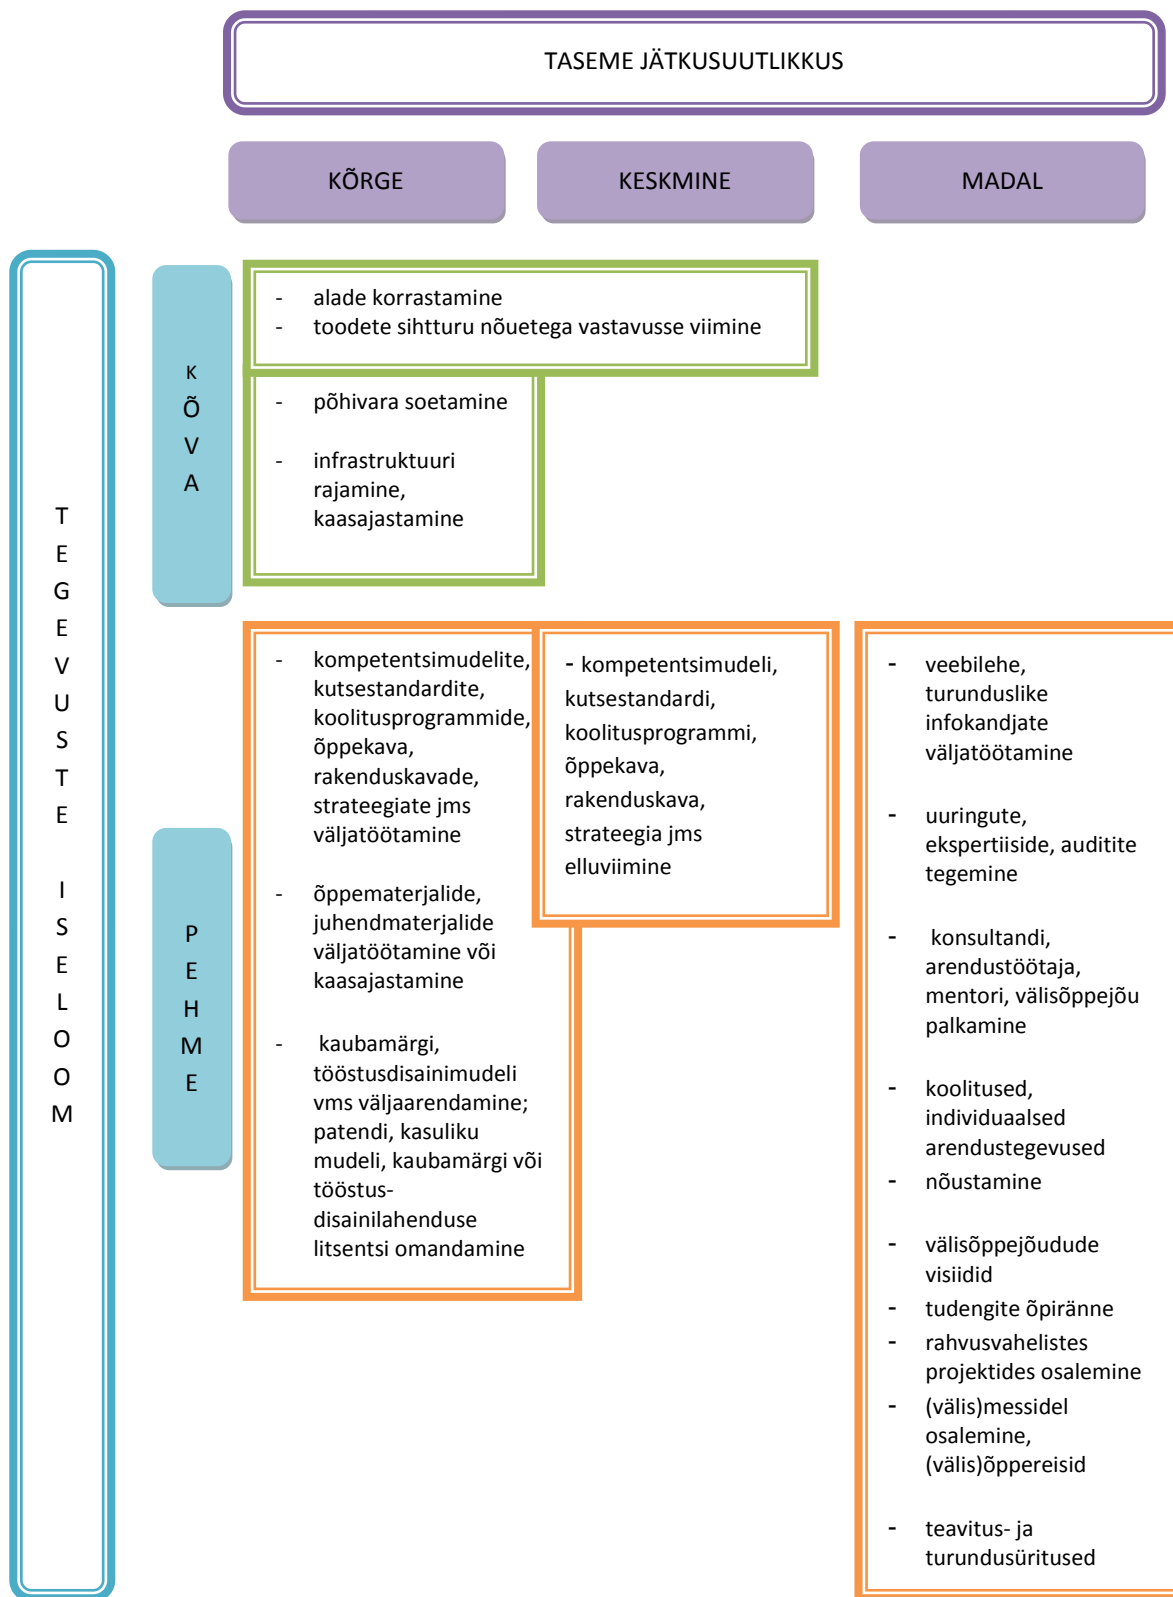 TASEME JÄTKUSUUTLIKKUS
KÕRGE
KESKMINE
MADAL
TEGEVUSTE ISELOOM
KÕVA
- alade korrastamine
- toodete sihtturu nõuetega vastavusse viimine
- põhivara soetamine
- infrastruktuuri
rajamine,
kaasajastamine
PEHME
- kompetentsimudelite,
kutsestandardite,
koolitusprogrammide,
õppekava,
rakenduskavade,
strateegiate jms
väljatöötamine
- õppematerjalide,
juhendmaterjalide
väljatöötamine või
kaasajastamine
- kaubamärgi,
tööstusdisainimudeli
vms väljaarendamine;
patendi, kasuliku
mudeli, kaubamärgi või
tööstus-
disainilahenduse
litsentsi omandamine
- kompetentsimudeli,
kutsestandardi,
koolitusprogrammi,
õppekava,
rakenduskava,
strateegia jms
elluviimine
- veebilehe,
turunduslike
infokandjate
väljatöötamine
- uuringute,
ekspertiiside, auditite
tegemine
- konsultandi,
arendustöötaja,
mentori, välisõppejõu
palkamine
- koolitused,
individuaalsed
arendustegevused
- nõustamine
- välisõppejõudude
visiidid
- tudengite õpiränne
- rahvusvahelistes
projektides osalemine
- (välis)messidel
osalemine,
(välis)õppereisid
- teavitus- ja
turundusüritused